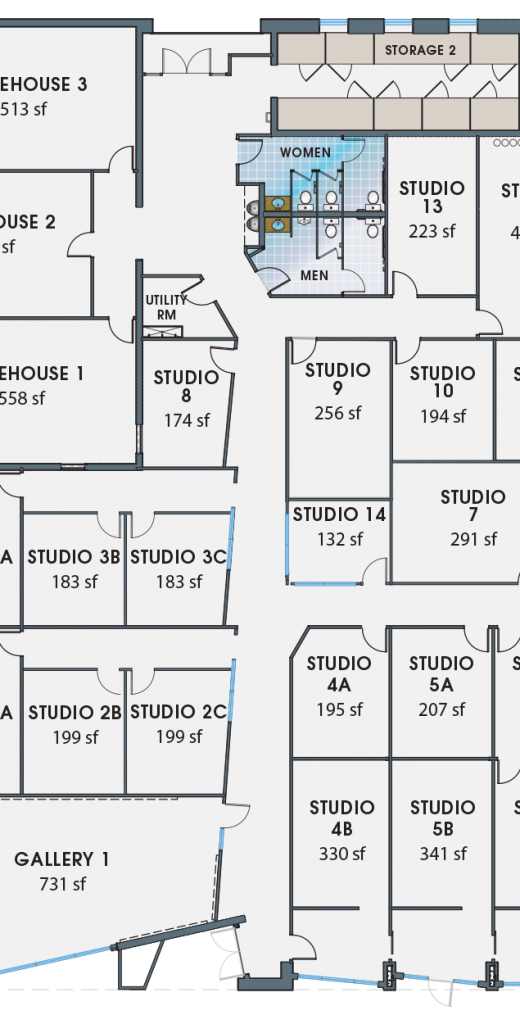 STORAGE 2
EHOUSE 3
513 sf
WOMEN
STUDIO
13
223 sf
ST
4
OUSE 2
sf
MEN
UTILITY
RM
EHOUSE 1
558 sf
STUDIO
8
174 sf
STUDIO
9
256 sf
STUDIO
10
194 sf
S
STUDIO
7
291 sf
STUDIO 14
132 sf
A
STUDIO 3B
183 sf
STUDIO 3C
183 sf
STUDIO
4A
195 sf
STUDIO
5A
207 sf
S
A
STUDIO 2B
199 sf
STUDIO 2C
199 sf
STUDIO
4B
330 sf
STUDIO
5B
341 sf
S
GALLERY 1
731 sf